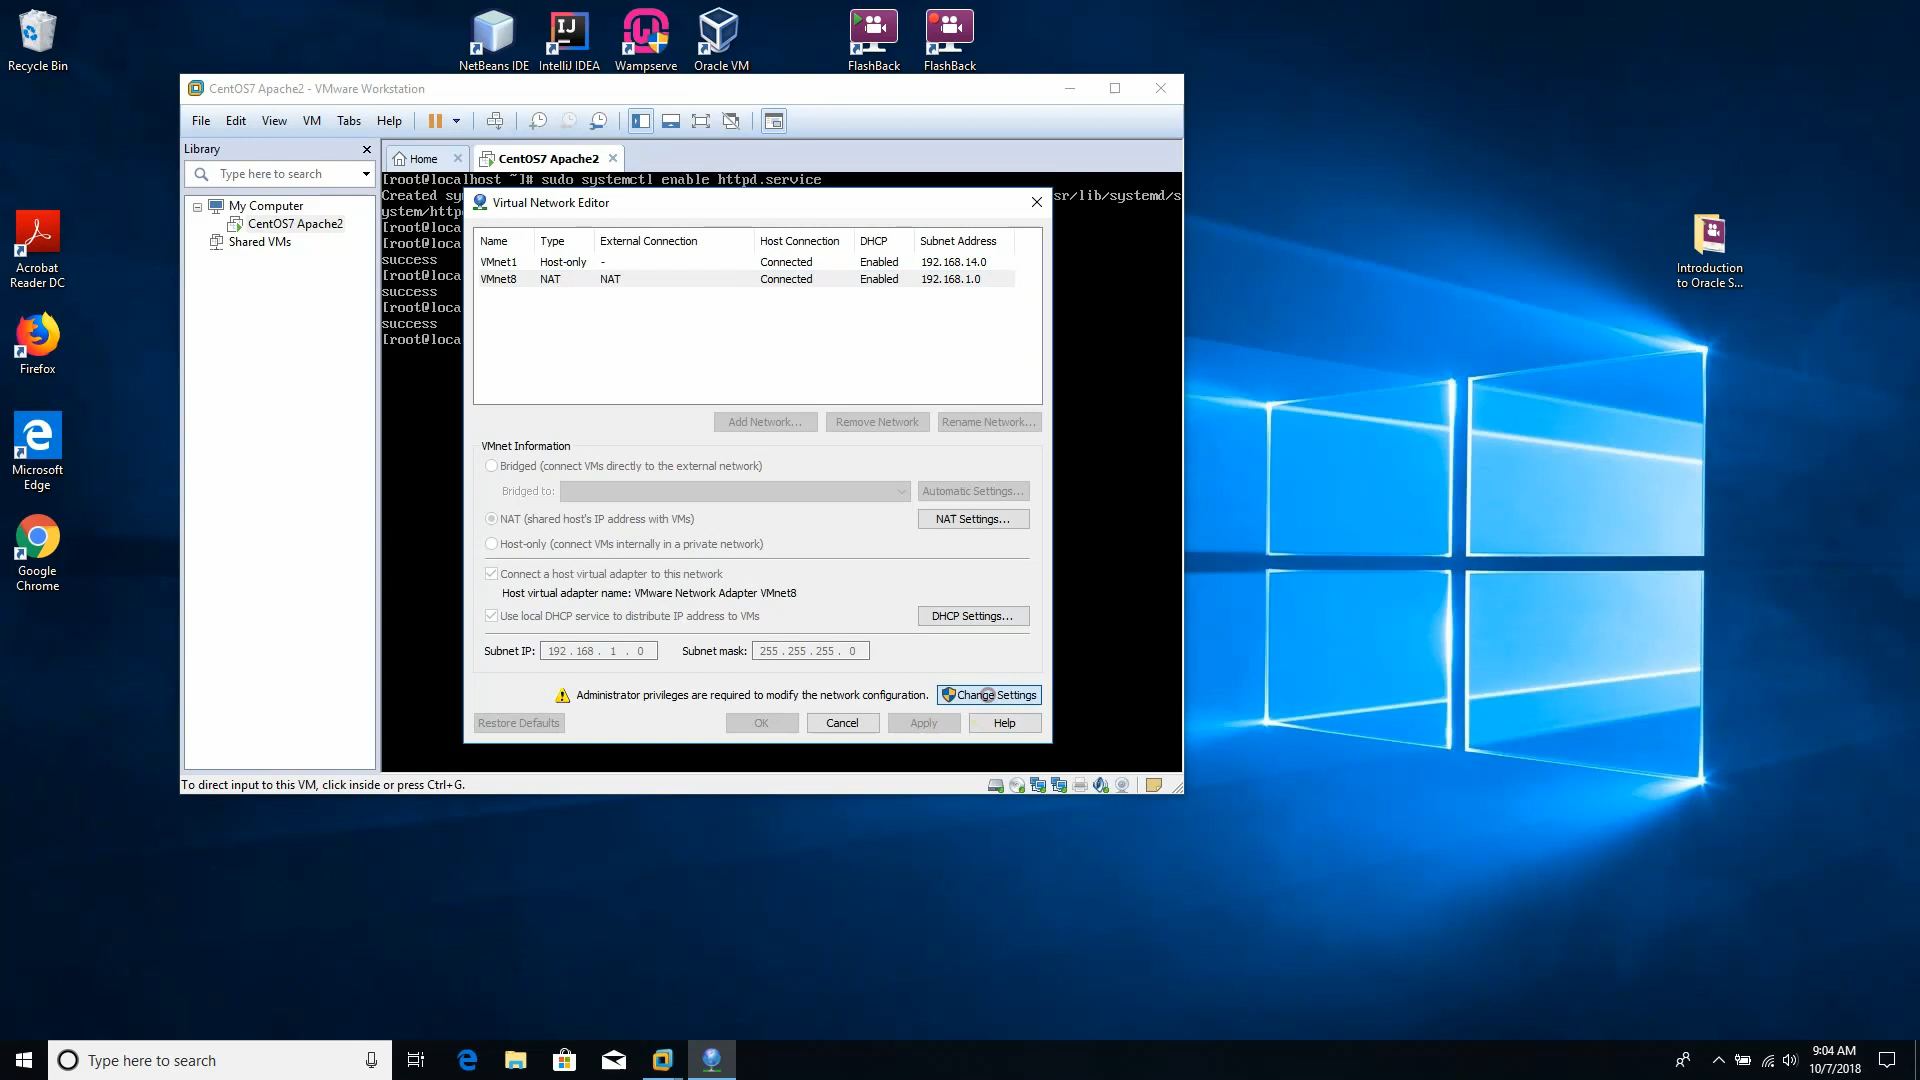 Recycle Bin
NetBeans IDE
IntelliJ IDEA
Wampserve
Oracle VM
FlashBack
FlashBack
CentOS7 Apache2 - VMware Workstation
File Edit View VM Tabs Help
Library
Type here to search
My Computer
CentOS7 Apache2
Shared VMs
Home
CentOS7 Apache2
[root@localhost ~]# sudo systemctl enable httpd.service
Created sy
sr/lib/systemd/s
ystem/http
[root@loca
[root@loca
success
[root@loca
success
[root@loca
success
[root@loca
Virtual Network Editor
Name Type External Connection Host Connection DHCP Subnet Address
VMnet1 Host-only - Connected Enabled 192.168.14.0
VMnet8 NAT NAT Connected Enabled 192.168.1.0
Add Network... Remove Network Rename Network...
VMnet Information
Bridged (connect VMs directly to the external network)
Bridged to: Automatic Settings...
NAT (shared host's IP address with VMs) NAT Settings...
Host-only (connect VMs internally in a private network)
Connect a host virtual adapter to this network
Host virtual adapter name: VMware Network Adapter VMnet8
Use local DHCP service to distribute IP address to VMs DHCP Settings...
Subnet IP: 192 . 168 . 1 . 0 Subnet mask: 255 . 255 . 255 . 0
Administrator privileges are required to modify the network configuration. Change Settings
Restore Defaults OK Cancel Apply Help
To direct input to this VM, click inside or press Ctrl+G.
Acrobat
Reader DC
Firefox
Microsoft
Edge
Google
Chrome
Introduction
to Oracle S...
Type here to search
9:04 AM
10/7/2018